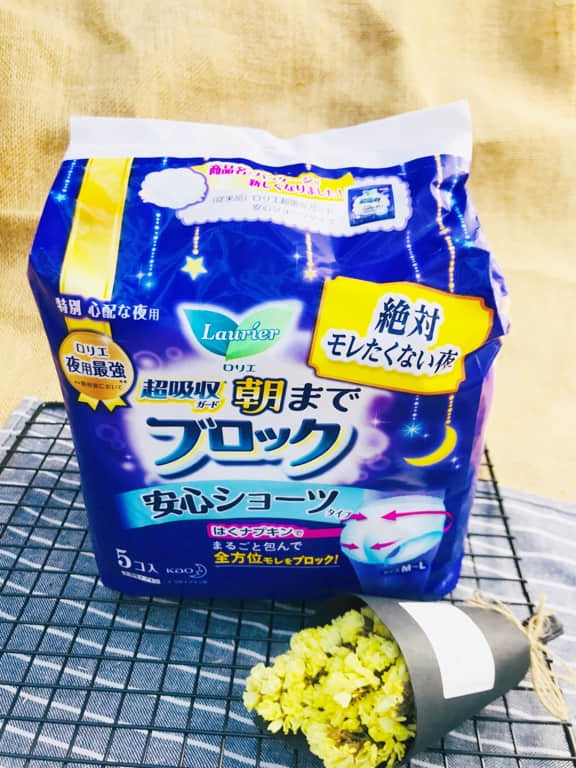 商品名・パッケージが
新しくなりました!
特別 心配な夜用
Laurier
ロリエ
絶対
モレたくない夜
ロリエ
夜用最強
超吸収
ガード
朝まで
ブロック
安心ショーツ
タイプ
はくナプキンで
まるごと包んで
全方位モレをブロック!
5コ入
Kao
サイズ M~L